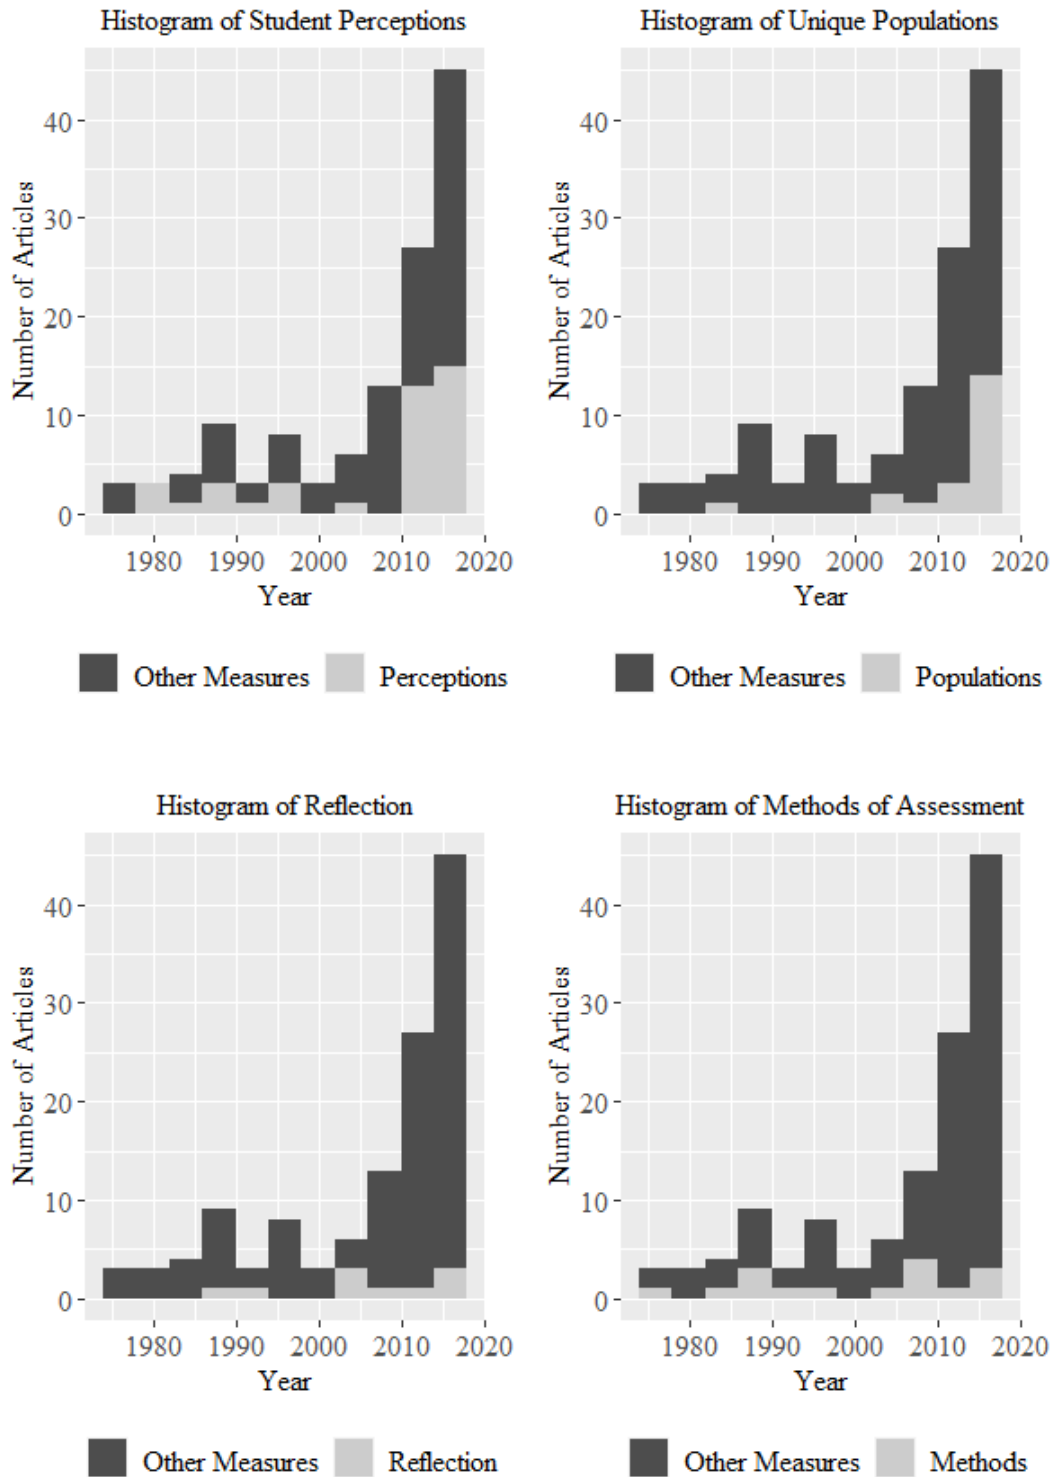 Histogram of Student Perceptions
Number of Articles
40
30
20
10
0
1980 1990 2000 2010 2020
Year
Other Measures Perceptions
Histogram of Unique Populations
Number of Articles
40
30
20
10
0
1980 1990 2000 2010 2020
Year
Other Measures Populations
Histogram of Reflection
Number of Articles
40
30
20
10
0
1980 1990 2000 2010 2020
Year
Other Measures Reflection
Histogram of Methods of Assessment
Number of Articles
40
30
20
10
0
1980 1990 2000 2010 2020
Year
Other Measures Methods